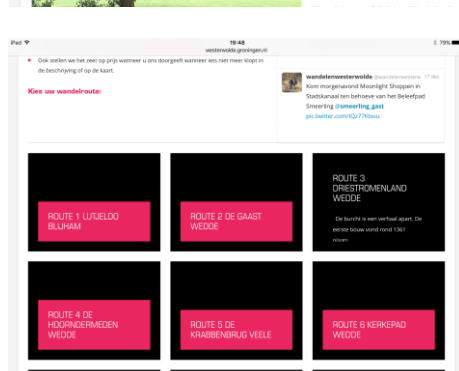 iPad
19:48
westerwolde.groningen.nl
79%
Ook stellen we het zeer op prijs wanneer u ons doorgeeft wanneer iets niet meer klopt in
de beschrijving of op de kaart.
Kies uw wandelroute:
wandelenwesterwolde @wandelenwesterw 17 dec
Kom morgenavond Moonlight Shoppen in
Stadskanaal ten behoeve van het Beleefpad
Smeerling @smeerling_gast
ROUTE 1 LUTJELOO
BLIJHAM
ROUTE 2 DE GAAST
WEDDE
ROUTE 3
DRIESTROMENLAND
WEDDE
De burcht is een verhaal apart. De
eerste bouw vond rond 1361
ROUTE 4 DE
HOORNDERMEDEN
WEDDE
ROUTE 5 DE
KRABBENBRUG VEELE
ROUTE 6 KERKEPAD
WEDDE